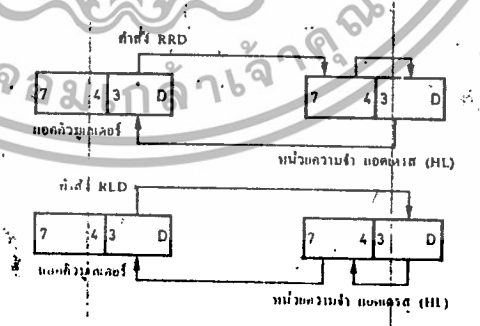 คำสั่ง RRD
7 4 3 D
7 4 3 D
แอคคิวมูเลเตอร์
หน่วยความจำ แอดเดรส (HL)
คำสั่ง RLD
7 4 3 D
7 4 3 D
แอคคิวมูเลเตอร์
หน่วยความจำ แอดเดรส (HL)